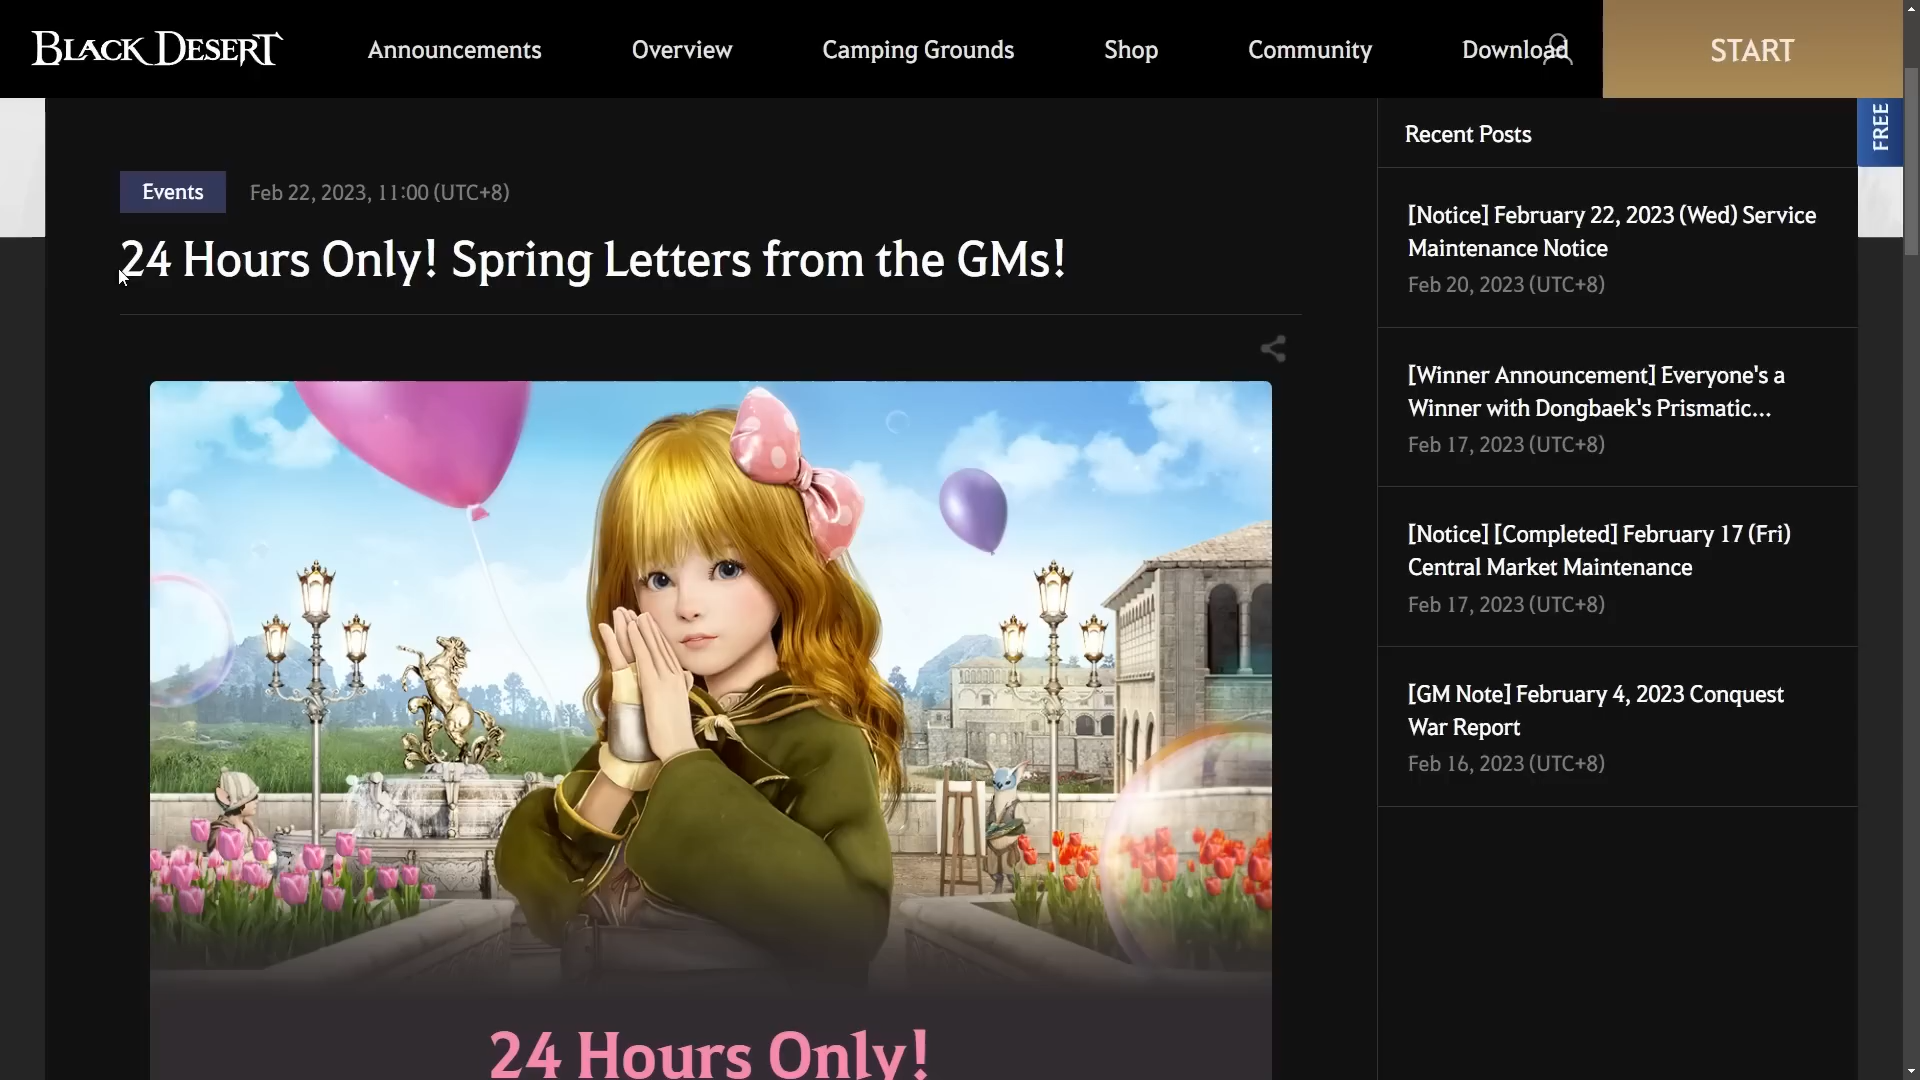 BLACK DESERT
Announcements
Overview
Camping Grounds
Shop
Community
Download
START
FREE
Events
Feb 22, 2023, 11:00 (UTC+8)
24 Hours Only! Spring Letters from the GMs!
24 Hours Only!
Recent Posts
[Notice] February 22, 2023 (Wed) Service
Maintenance Notice
Feb 20, 2023 (UTC+8)
[Winner Announcement] Everyone's a
Winner with Dongbaek's Prismatic...
Feb 17, 2023 (UTC+8)
[Notice] [Completed] February 17 (Fri)
Central Market Maintenance
Feb 17, 2023 (UTC+8)
[GM Note] February 4, 2023 Conquest
War Report
Feb 16, 2023 (UTC+8)